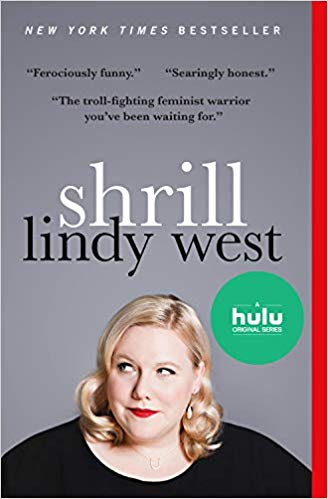 NEW YORK TIMES BESTSELLER
“Ferociously funny.” “Searingly honest.”
“The troll-fighting feminist warrior
you’ve been waiting for.”
shrill
lindy west
A
hulu
ORIGINAL SERIES